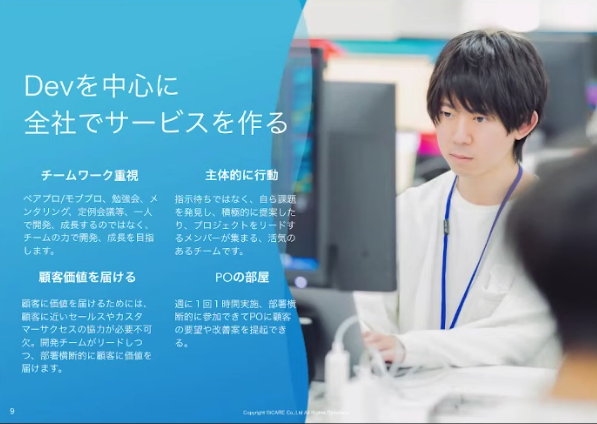 Devを中心に
全社でサービスを作る
チームワーク重視
ペアプロ/モブプロ、勉強会、メ
ンタリング、定例会議等、一人
で開発、成長するのではなく、
チームの力で開発、成長を目指
します。
主体的に行動
指示待ちではなく、自ら課題
を発見し、積極的に提案した
り、プロジェクトをリードす
るメンバーが集まる、活気の
あるチームです。
顧客価値を届ける
顧客に価値を届けるためには、
顧客に近いセールスやカスタ
マーサクセスの協力が必要不可
欠。開発チームがリードしつ
つ、部署横断的に顧客に価値を
届けます。
POの部屋
週に１回１時間実施、部署横
断的に参加できてPOに顧客
の要望や改善案を提起でき
る。
9
Copyright iCARE Co.,Ltd All Rights Reserved.